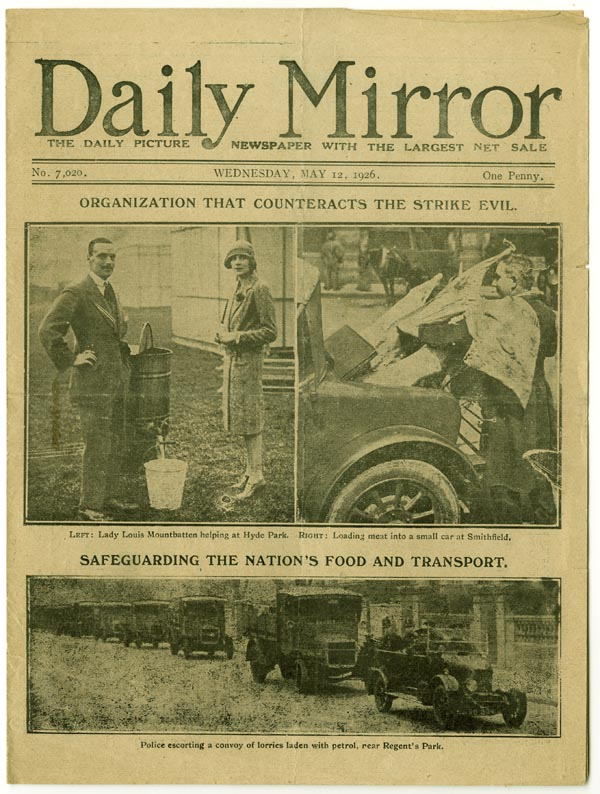 Daily Mirror
THE DAILY PICTURE NEWSPAPER WITH THE LARGEST NET SALE
No. 7,020. WEDNESDAY, MAY 12, 1926. One Penny.
ORGANIZATION THAT COUNTERACTS THE STRIKE EVIL.
LEFT: Lady Louis Mountbatten helping at Hyde Park. RIGHT: Loading meat into a small car at Smithfield.
SAFEGUARDING THE NATION'S FOOD AND TRANSPORT.
Police escorting a convoy of lorries laden with petrol, near Regent's Park.